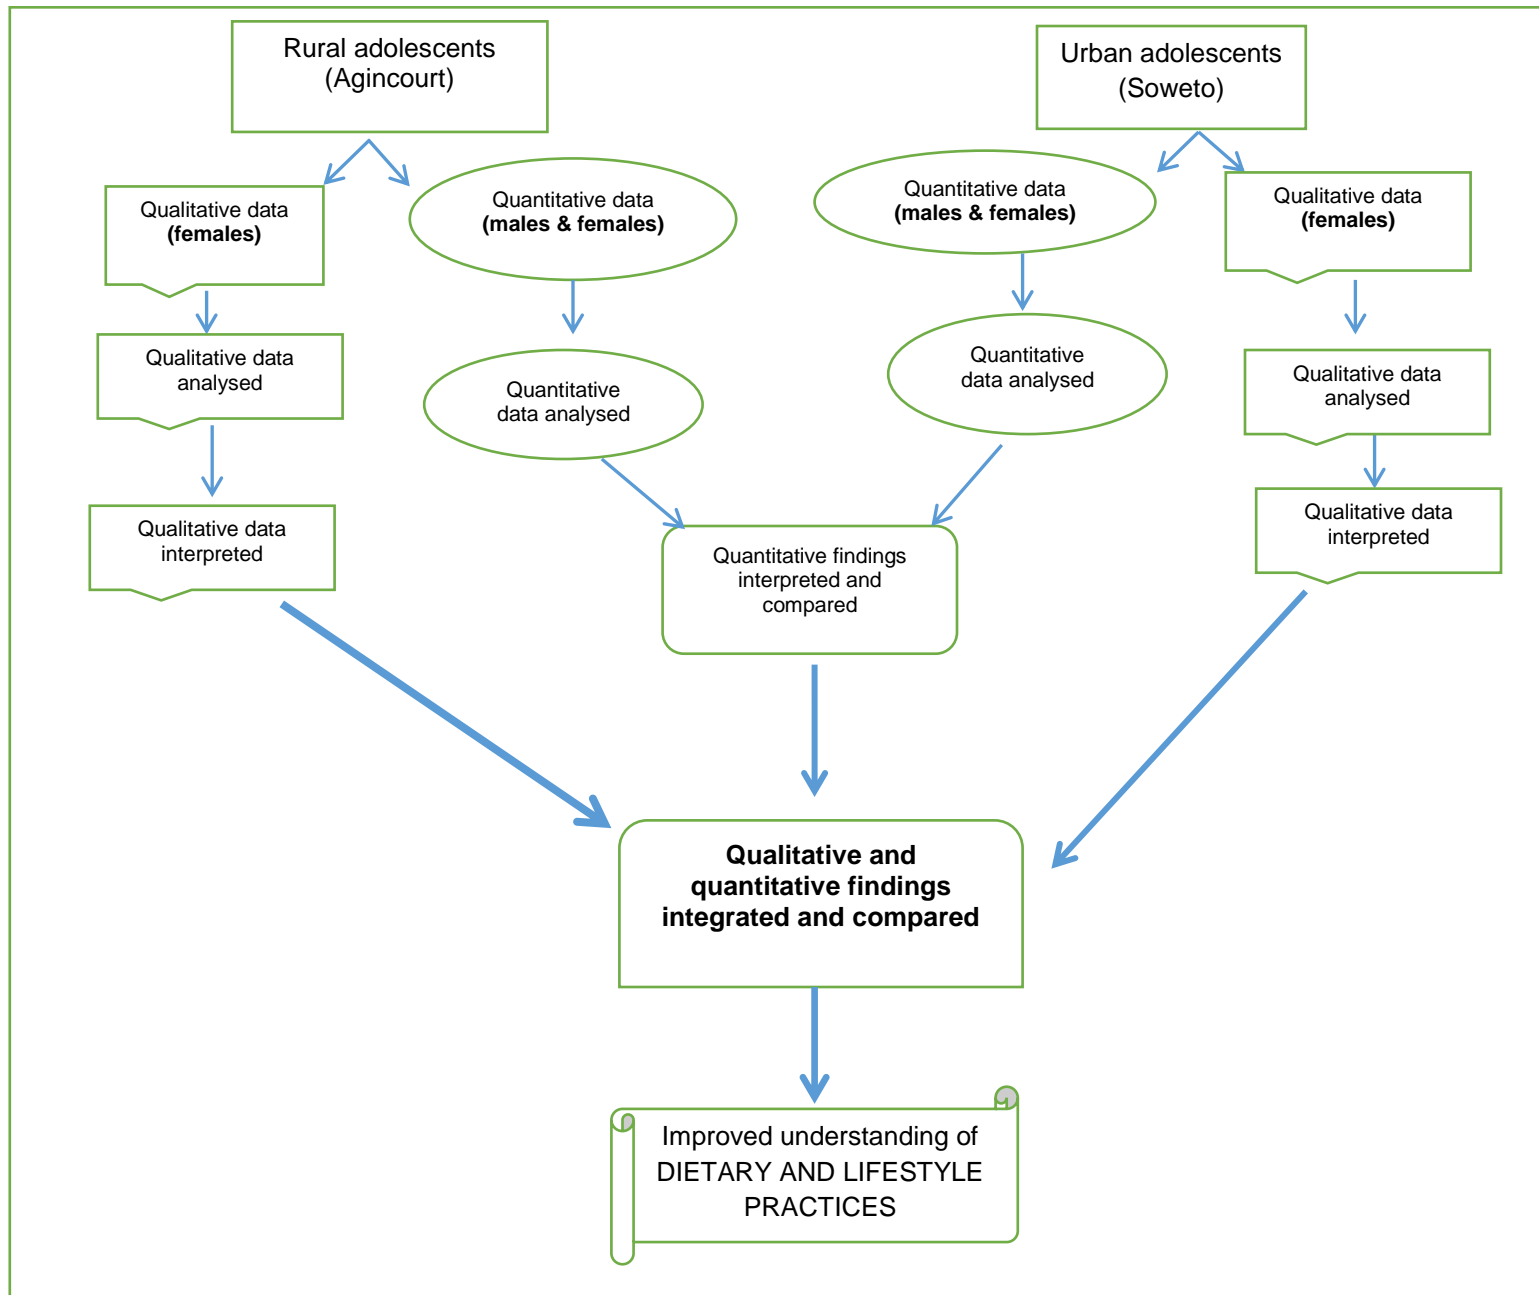 Rural adolescents
(Agincourt)
Urban adolescents
(Soweto)
Qualitative data
(females)
Quantitative data
(males & females)
Quantitative data
(males & females)
Qualitative data
(females)
Qualitative data
analysed
Quantitative
data analysed
Quantitative
data analysed
Qualitative data
analysed
Qualitative data
interpreted
Quantitative findings
interpreted and
compared
Qualitative data
interpreted
Qualitative and
quantitative findings
integrated and compared
Improved understanding of
DIETARY AND LIFESTYLE
PRACTICES